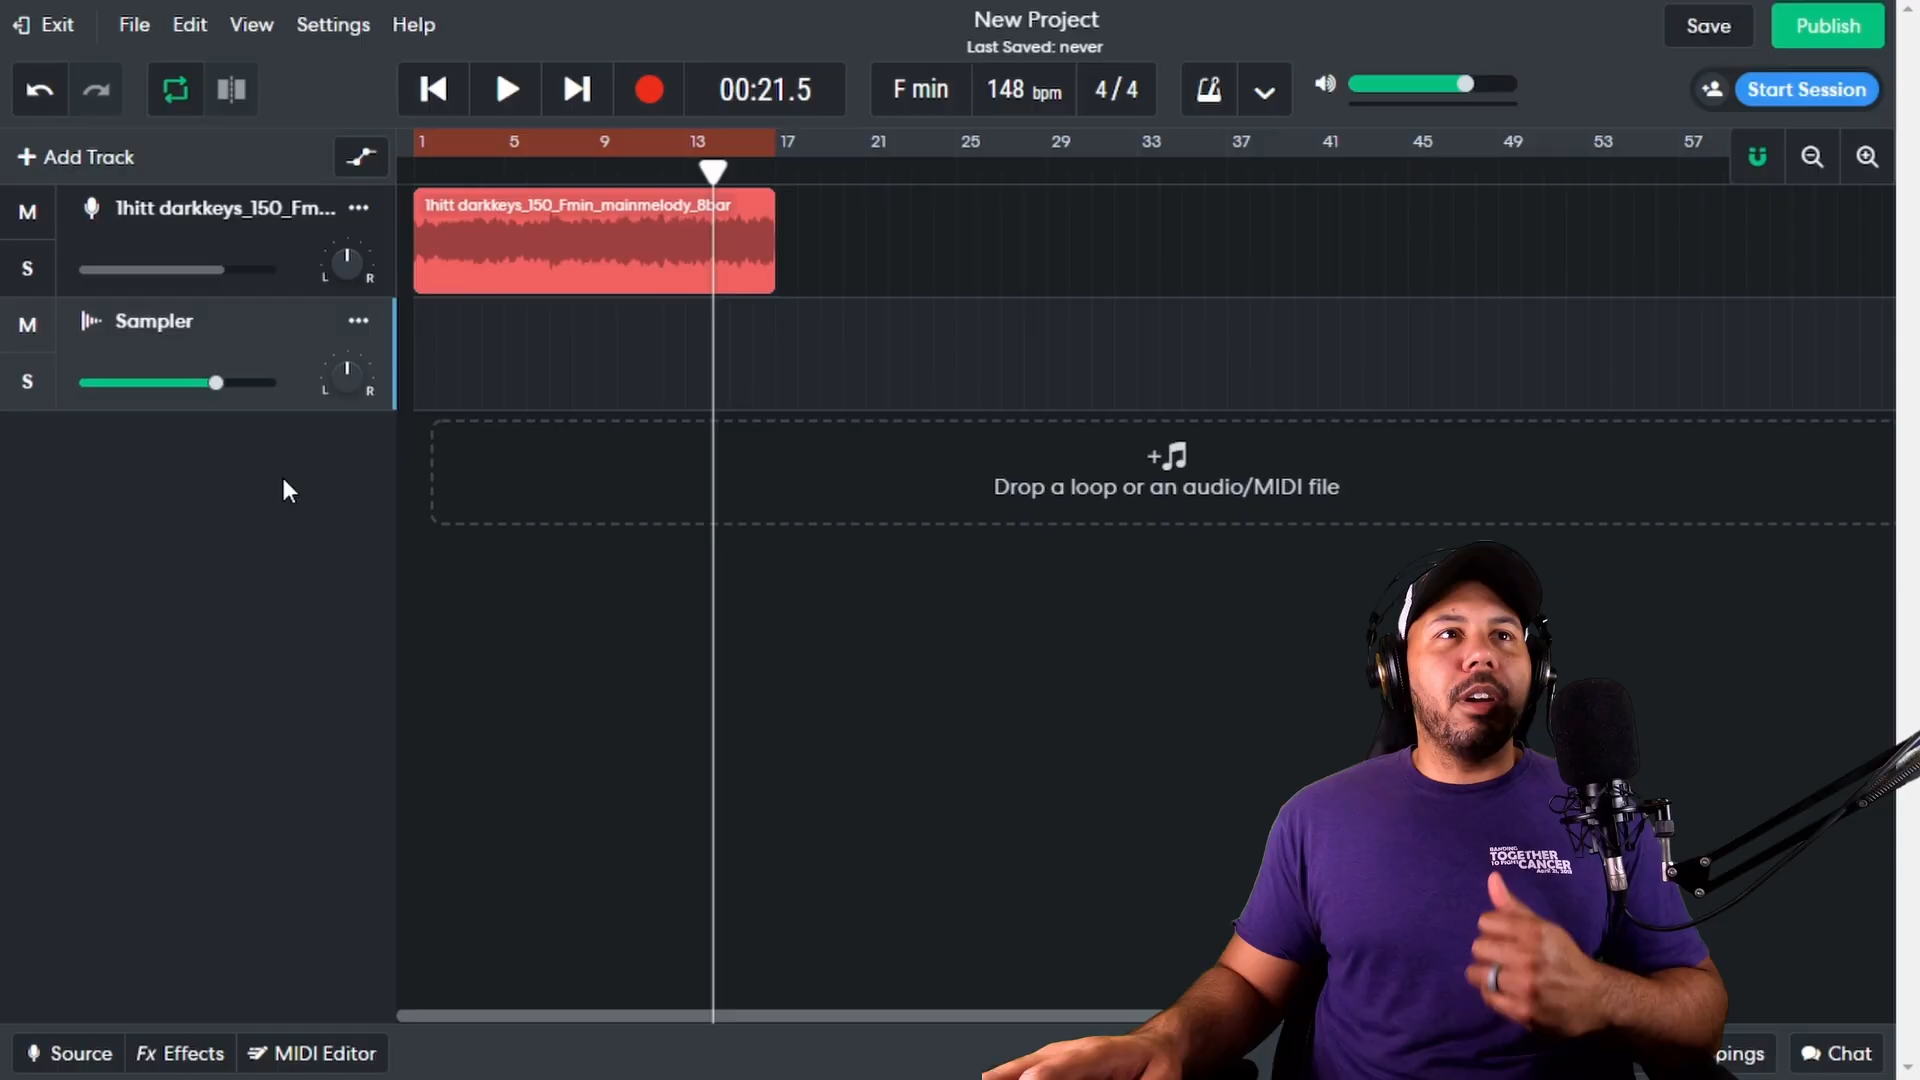 Exit
File
Edit
View
Settings
Help
New Project
Last Saved: never
Save
Publish
00:21.5
F min
148 bpm
4 / 4
Start Session
+ Add Track
1 5 9 13 17 21 25 29 33 37 41 45 49 53 57
M
1hitt darkkeys_150_Fm...
S
L R
1hitt darkkeys_150_Fmin_mainmelody_8bar
M
Sampler
S
L R
Drop a loop or an audio/MIDI file
BANDING
TOGETHER
TO FIGHT
CANCER
Source
Fx Effects
MIDI Editor
pings
Chat